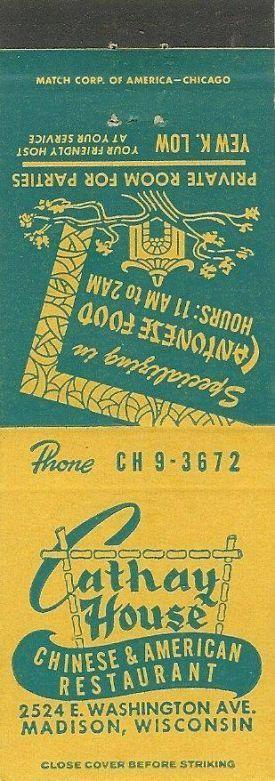 MATCH CORP. OF AMERICA—CHICAGO
YOUR FRIENDLY HOST
AT YOUR SERVICE
YEW K. LOW
PRIVATE ROOM FOR PARTIES
Specializing in
CANTONESE FOOD
HOURS: 11 AM to 2AM
Phone CH 9-3672
Cathay
House
CHINESE & AMERICAN
RESTAURANT
2524 E. WASHINGTON AVE.
MADISON, WISCONSIN
CLOSE COVER BEFORE STRIKING